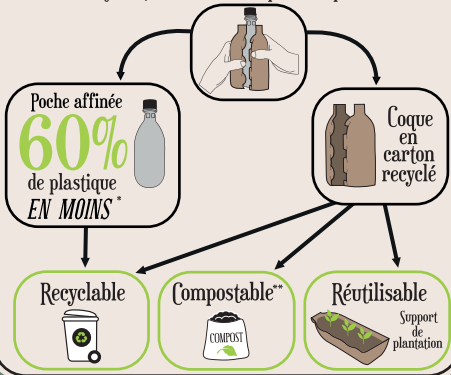 Poche affinée
60%
de plastique
EN MOINS*
Coque
en
carton
recyclé
Recyclable
Compostable**
COMPOST
Réutilisable
Support
de
plantation